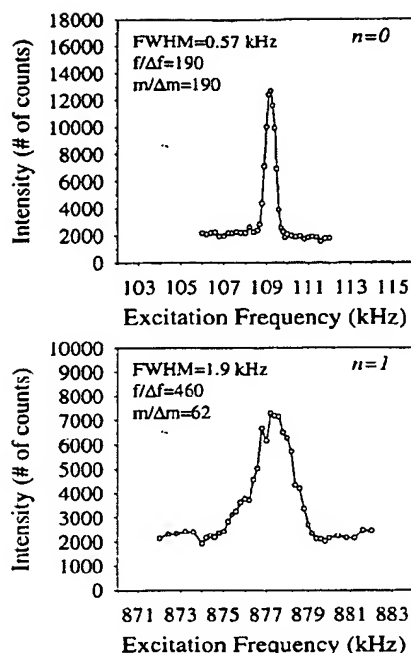 18000
16000
14000
12000
10000
8000
6000
4000
2000
0
Intensity (# of counts)
FWHM=0.57 kHz
f/Δf=190
m/Δm=190
n=0
103 105 107 109 111 113 115
Excitation Frequency (kHz)
10000
9000
8000
7000
6000
5000
4000
3000
2000
1000
0
Intensity (# of counts)
FWHM=1.9 kHz
f/Δf=460
m/Δm=62
n=1
871 873 875 877 879 881 883
Excitation Frequency (kHz)